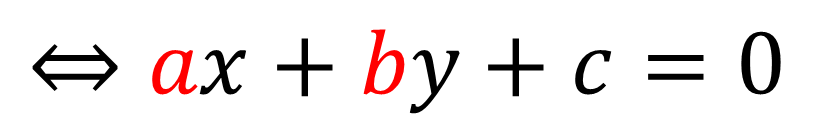 ⇔ ax + by + c = 0